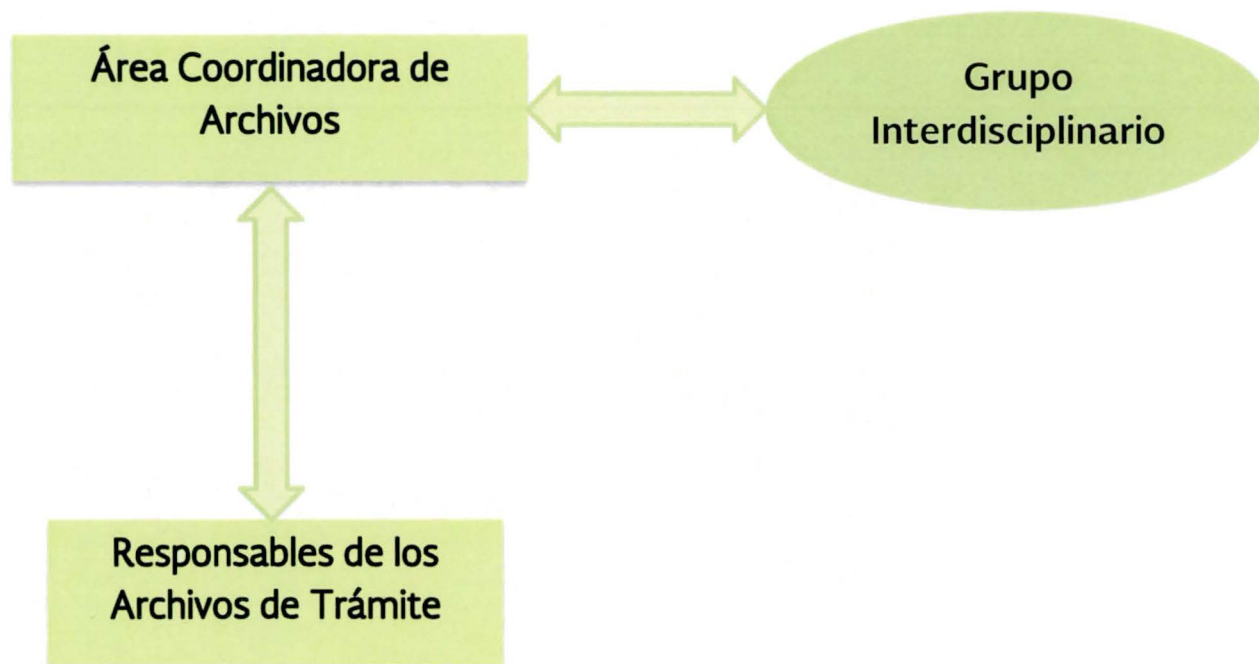 Área Coordinadora de
Archivos
Grupo
Interdisciplinario
Responsables de los
Archivos de Trámite